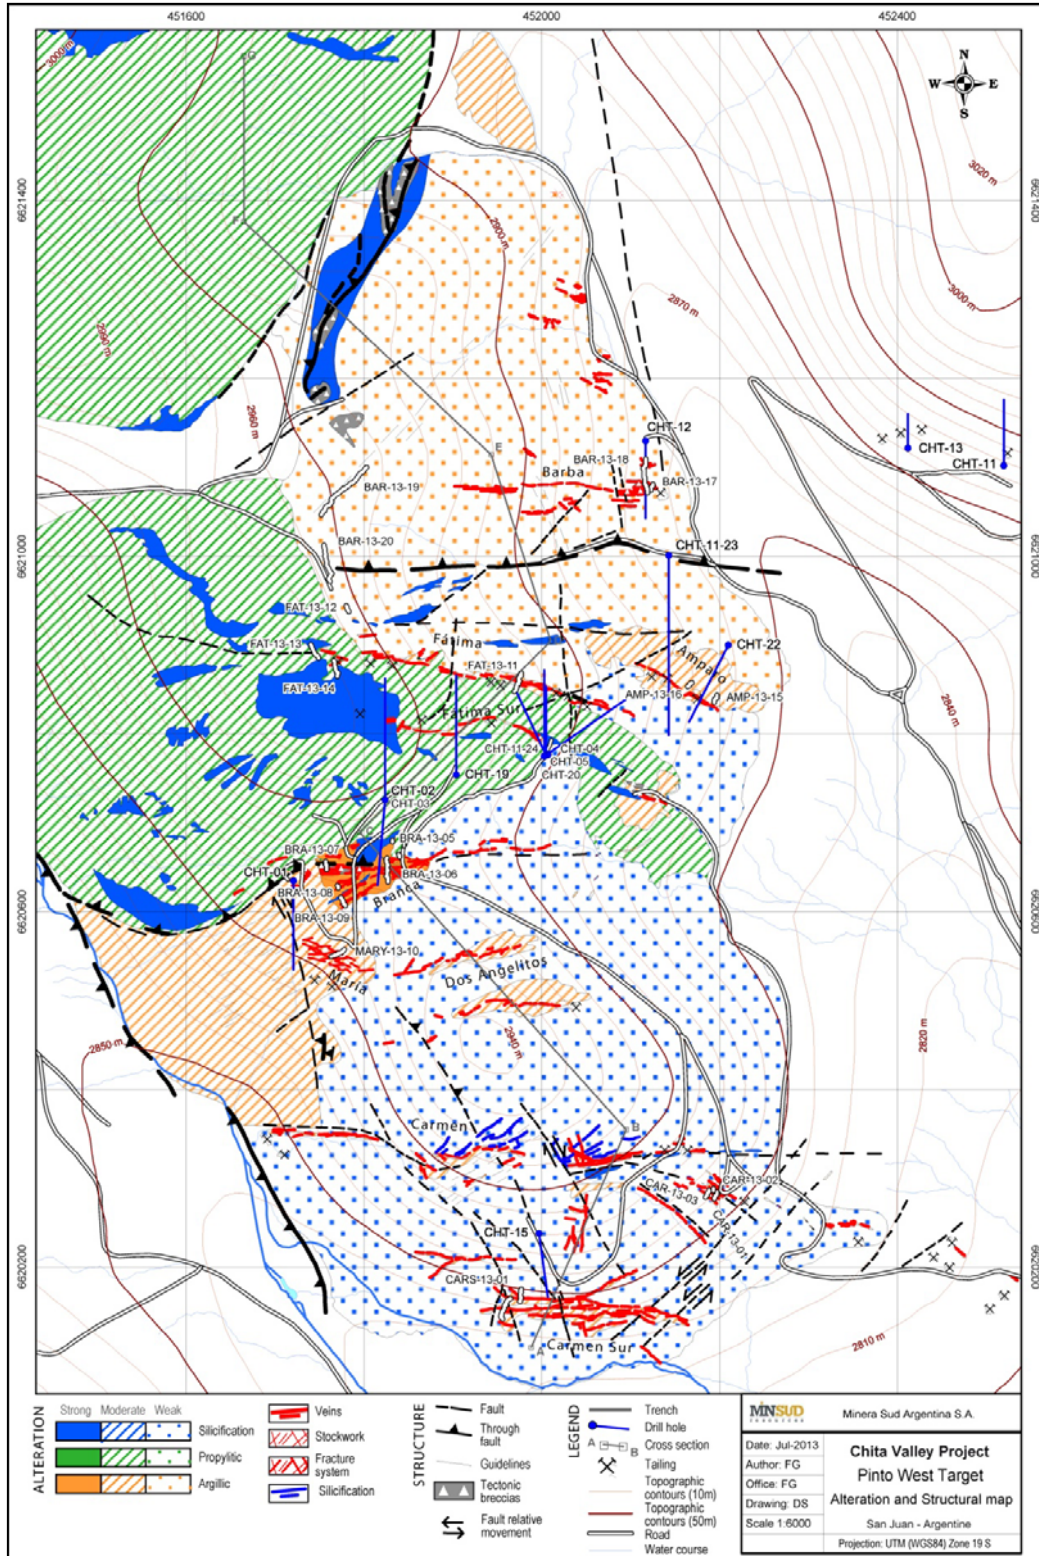 451600
452000
452400
3000 m
G
N
W
E
S
3020 m
6621400
6621400
F
2900 m
2870 m
3000 m
2990 m
2960 m
CHT-12
CHT-13
CHT-11
E
BAR-13-18
Barba
BAR-13-19
BAR-13-17
BAR-13-20
CHT-11-23
6621000
6621000
FAT-13-12
FAT-13-13
Fátima
CHT-22
FAT-13-11
Amparo
FAT-13-14
AMP-13-16
AMP-13-15
2840 m
Fátima Sur
CHT-11-24
CHT-04
CHT-05
CHT-19
CHT-20
CHT-02
CHT-03
C
BRA-13-05
BRA-13-07
CHT-01
BRA-13-06
BRA-13-08
Branca
BRA-13-09
6620600
6620600
MARY-13-10
María
Dos Angelitos
2850 m
2940 m
2820 m
Carmen
B
CAR-13-02
CAR-13-03
CAR-13-01
CHT-15
6620200
6620200
CARS-13-01
Carmen Sur
A
2810 m
ALTERATION
Strong Moderate Weak
Silicification
Propylitic
Argillic
Veins
Stockwork
Fracture
system
Silicification
STRUCTURE
Fault
Through
fault
Guidelines
Tectonic
breccias
Fault relative
movement
LEGEND
Trench
Drill hole
A B Cross section
Tailing
Topographic
contours (10m)
Topographic
contours (50m)
Road
Water course
MINSUD
Minera Sud Argentina S.A.
Date: Jul-2013
Author: FG
Office: FG
Drawing: DS
Scale 1:6000
Chita Valley Project
Pinto West Target
Alteration and Structural map
San Juan - Argentine
Projection: UTM (WGS84) Zone 19 S